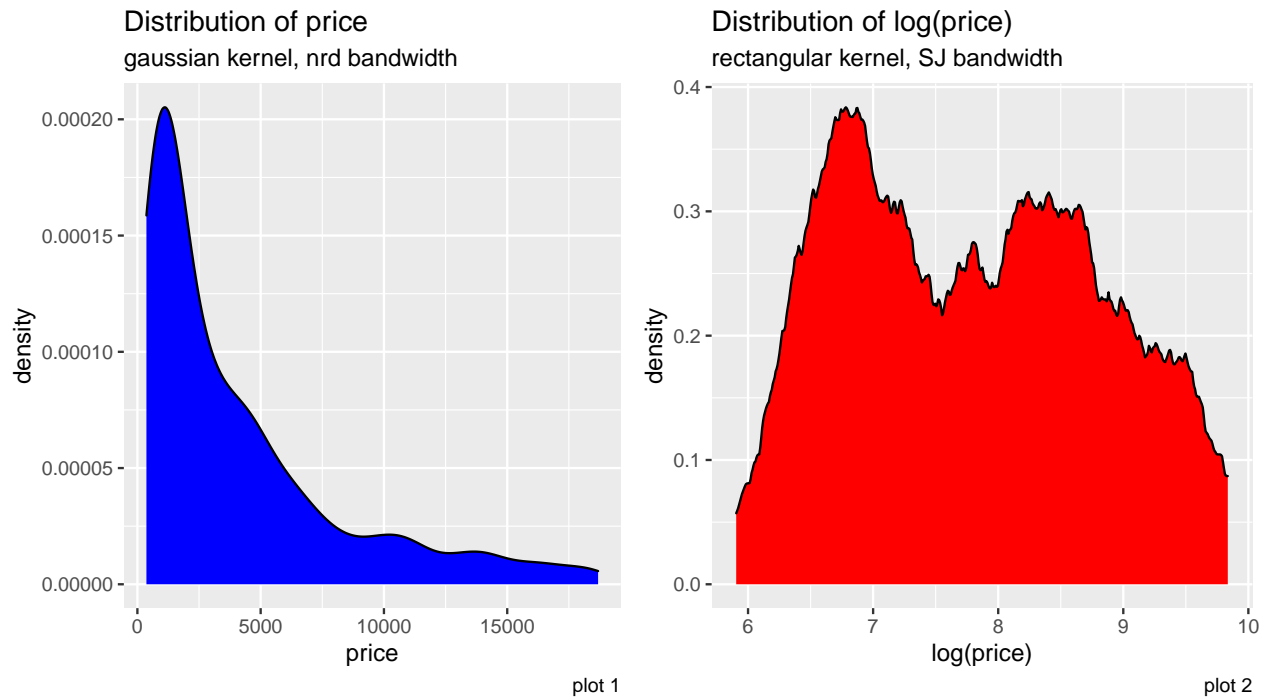 Distribution of price
gaussian kernel, nrd bandwidth
0.00020
0.00015
0.00010
0.00005
0.00000
density
0 5000 10000 15000
price
plot 1
Distribution of log(price)
rectangular kernel, SJ bandwidth
0.4
0.3
0.2
0.1
0.0
density
6 7 8 9 10
log(price)
plot 2